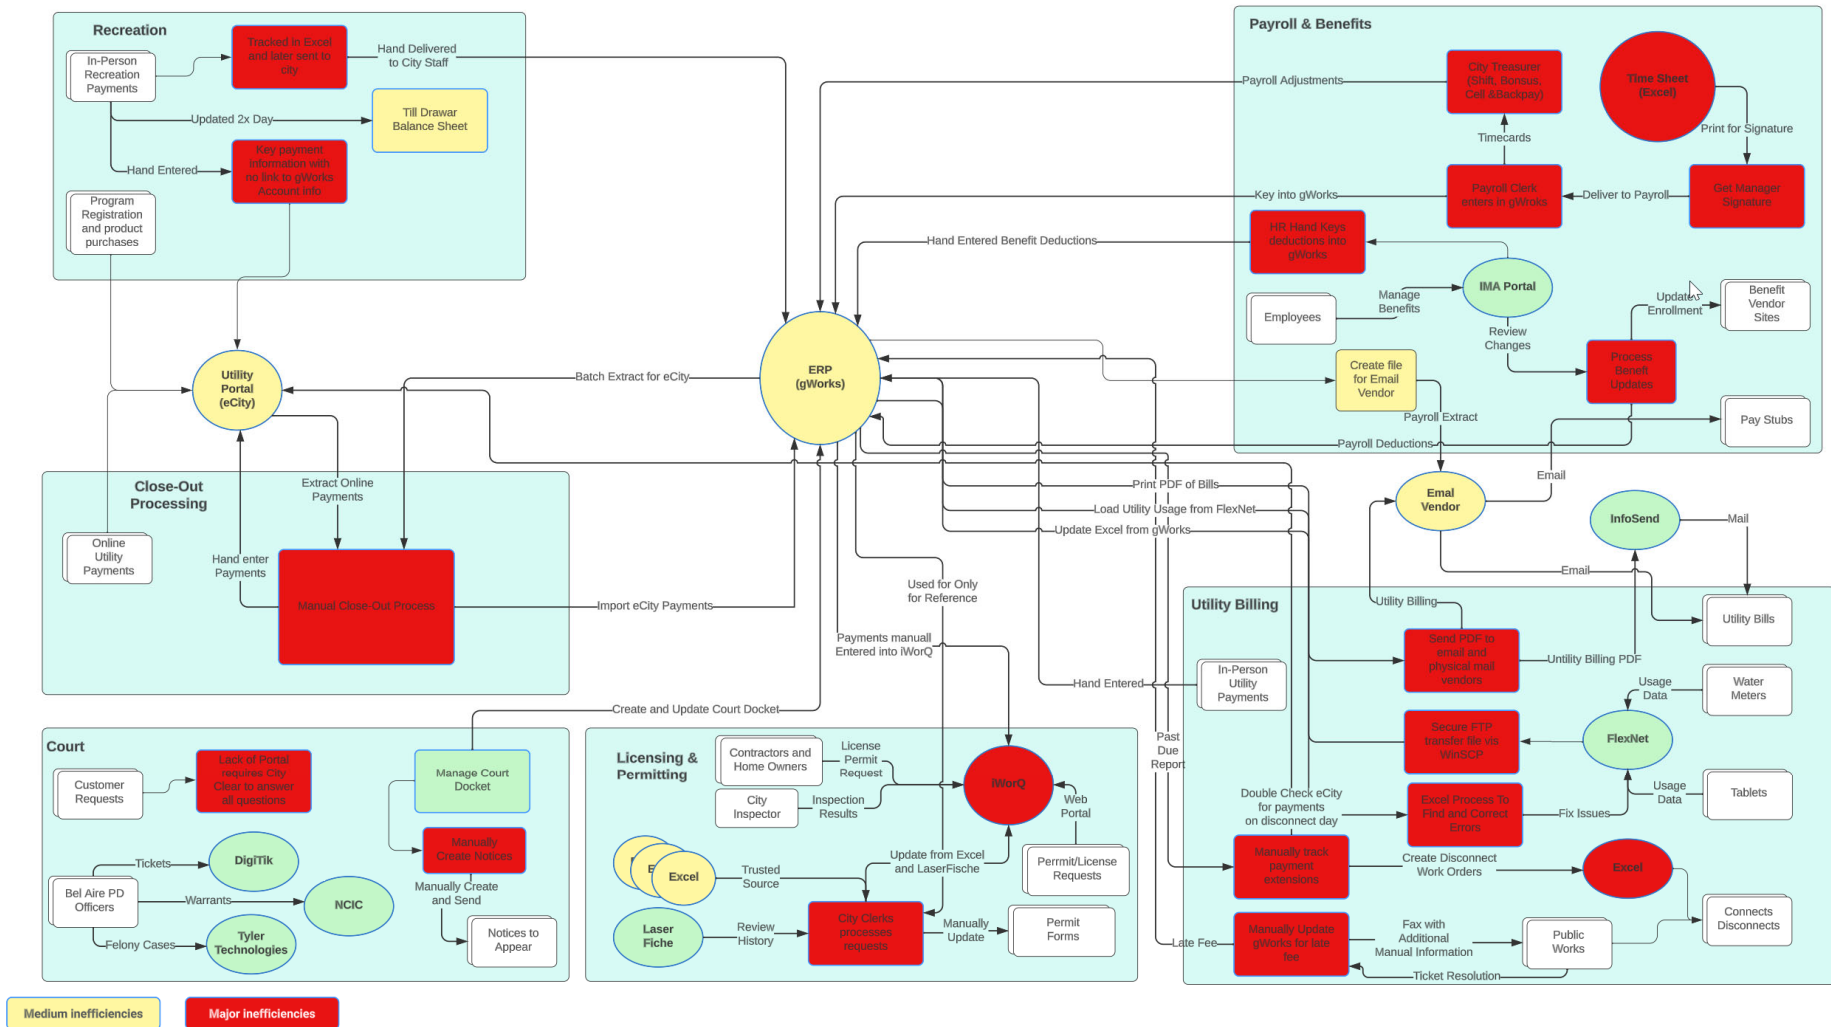 Recreation
In-Person
Recreation
Payments
Tracked in Excel
and later sent to
city
Hand Delivered
to City Staff
Updated 2x Day
Till Drawar
Balance Sheet
Hand Entered
Key payment
information with
no link to gWorks
Account info
Program
Registration
and product
purchases
Payroll & Benefits
Payroll Adjustments
City Treasurer
(Shift, Bonsus,
Cell &Backpay)
Time Sheet
(Excel)
Print for Signature
Timecards
Key into gWorks
Payroll Clerk
enters in gWroks
Deliver to Payroll
Get Manager
Signature
Hand Entered Benefit Deductions
HR Hand Keys
deductions into
gWorks
IMA Portal
Employees
Manage
Benefits
Review
Changes
Enrollment
Benefit
Vendor
Sites
Process
Beneft
Updates
Create file
for Email
Vendor
Payroll Extract
Pay Stubs
Payroll Deductions
Utility
Portal
(eCity)
Batch Extract for eCity
ERP
(gWorks)
Close-Out
Processing
Extract Online
Payments
Online
Utility
Payments
Hand enter
Payments
Manual Close-Out Process
Import eCity Payments
Print PDF of Bills
Load Utility Usage from FlexNet
Update Excel from gWorks
Emal
Vendor
Email
InfoSend
Mail
Email
Used for Only
for Reference
Payments manuall
Entered into iWorQ
Utility Billing
Utility Billing
Utility Bills
Send PDF to
email and
physical mail
vendors
Untility Billing PDF
In-Person
Utility
Payments
Hand Entered
Usage
Data
Water
Meters
Secure FTP
transfer file vis
WinSCP
FlexNet
Past
Due
Report
Usage
Data
Tablets
Double Check eCity
for payments
on disconnect day
Excel Process To
Find and Correct
Errors
Fix Issues
Manually track
payment
extensions
Create Disconnect
Work Orders
Excel
Connects
Disconnects
Late Fee
Manually Update
gWorks for late
fee
Fax with
Additional
Manual Information
Public
Works
Ticket Resolution
Create and Update Court Docket
Court
Customer
Requests
Lack of Portal
requires City
Clear to answer
all questions
Manage Court
Docket
Manually
Create Notices
Manually Create
and Send
Notices to
Appear
Tickets
DigiTik
Bel Aire PD
Officers
Warrants
NCIC
Felony Cases
Tyler
Technologies
Licensing &
Permitting
Contractors and
Home Owners
License
Permit
Request
City
Inspector
Inspection
Results
iWorQ
Web
Portal
Perrmit/License
Requests
Update from Excel
and LaserFische
Excel
Trusted
Source
Laser
Fiche
Review
History
City Clerks
processes
requests
Manually
Update
Permit
Forms
Medium inefficiencies
Major inefficiencies